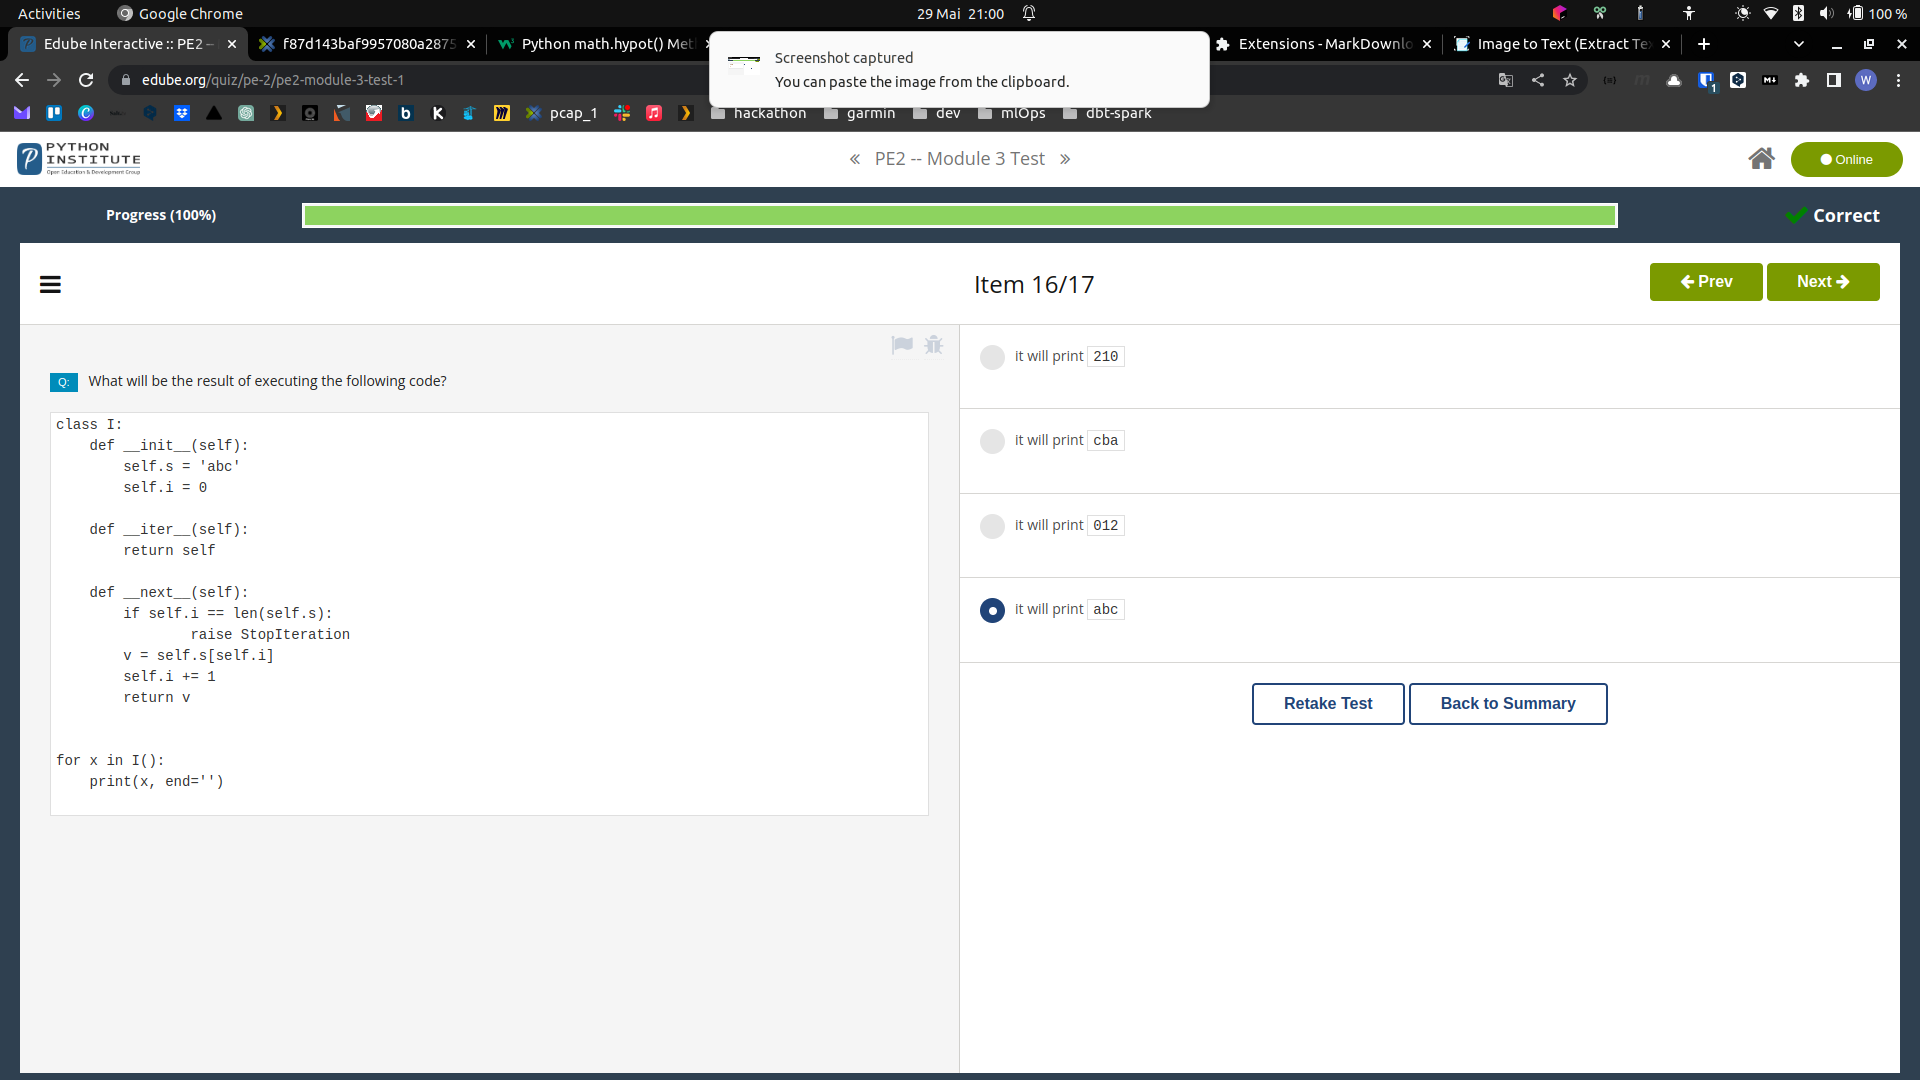 Activities
Google Chrome
29 Mai 21:00
100 %
Edube Interactive :: PE2 –
f87d143baf9957080a2875
Python math.hypot() Met
Extensions - MarkDownlo
Image to Text (Extract Te
Screenshot captured
You can paste the image from the clipboard.
edube.org/quiz/pe-2/pe2-module-3-test-1
1
W
pcap_1
hackathon
garmin
dev
mlOps
dbt-spark
PYTHON
INSTITUTE
Open Education & Development Group
« PE2 -- Module 3 Test »
Online
Progress (100%)
Correct
Item 16/17
Prev
Next
Q: What will be the result of executing the following code?
class I:
    def __init__(self):
        self.s = 'abc'
        self.i = 0
    def __iter__(self):
        return self
    def __next__(self):
        if self.i == len(self.s):
                raise StopIteration
        v = self.s[self.i]
        self.i += 1
        return v
for x in I():
    print(x, end='')
it will print 210
it will print cba
it will print 012
it will print abc
Retake Test
Back to Summary